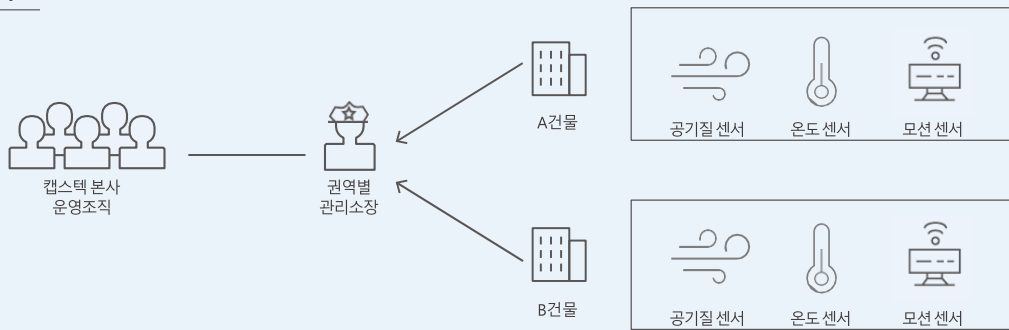 캡스텍 본사
운영조직
권역별
관리소장
A건물
공기질 센서
온도 센서
모션 센서
B건물
공기질 센서
온도 센서
모션 센서